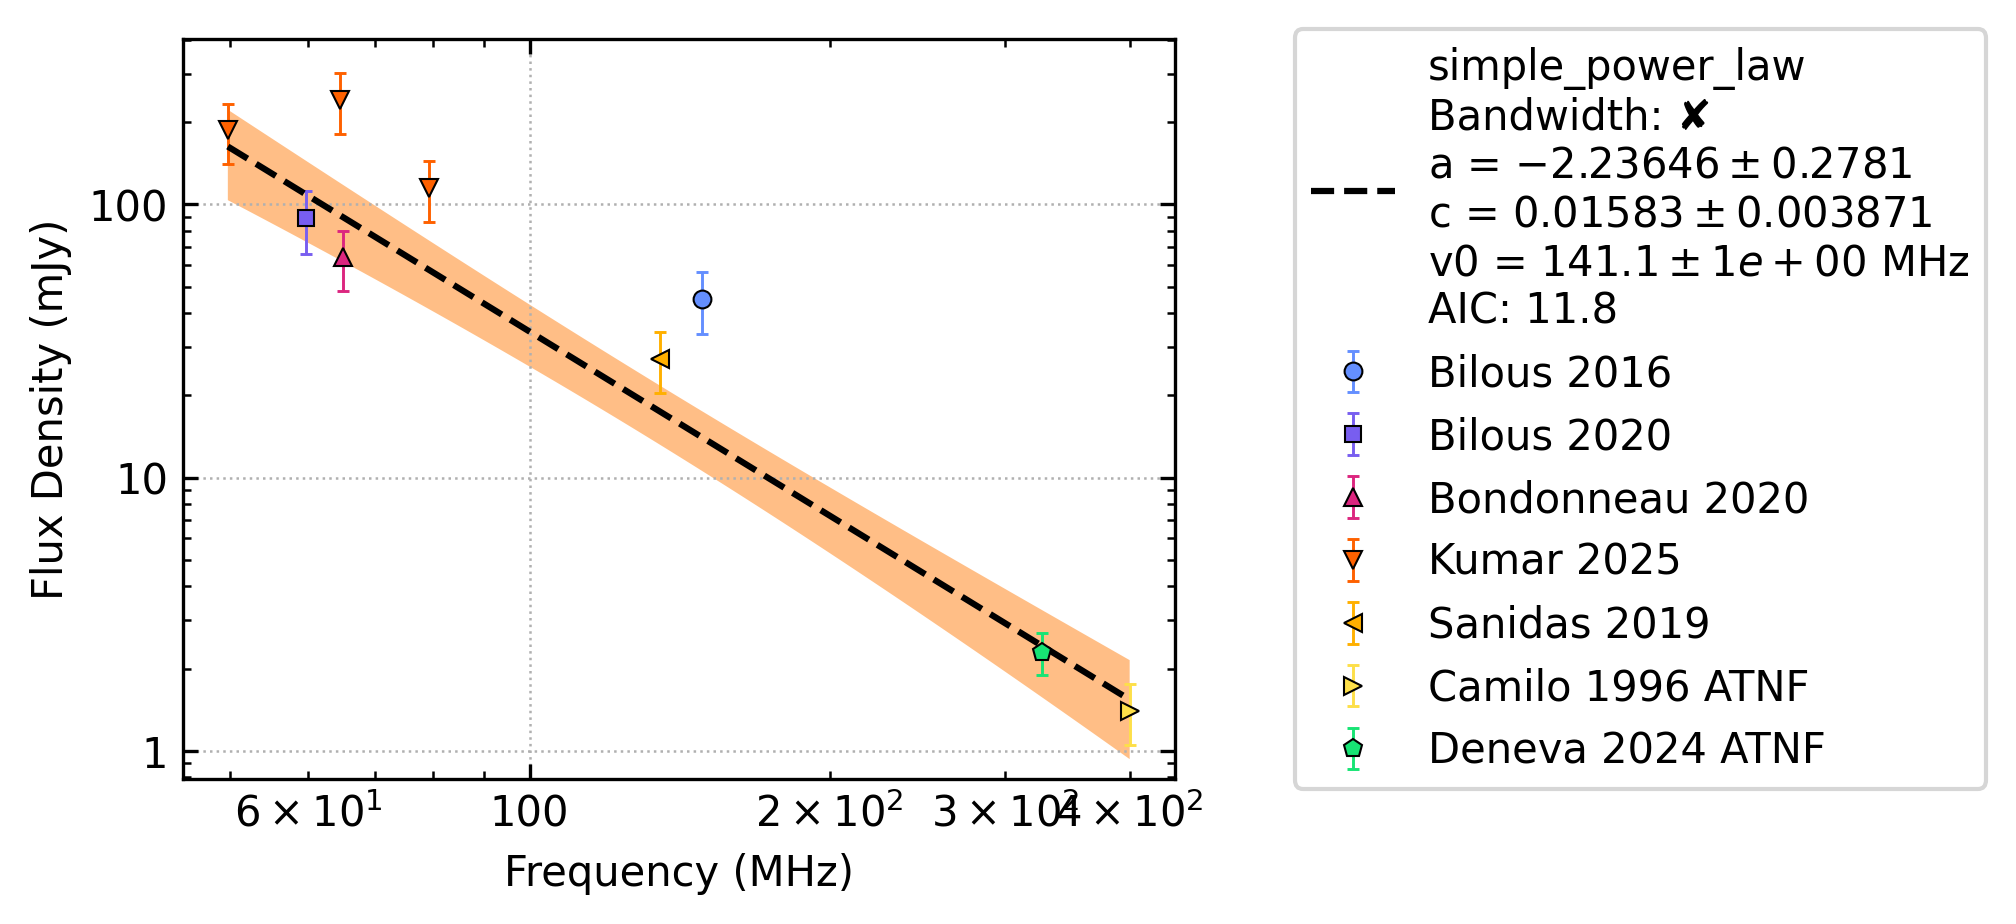 simple_power_law
Bandwidth: ✘
a = −2.23646 ± 0.2781
c = 0.01583 ± 0.003871
v0 = 141.1 ± 1e + 00 MHz
AIC: 11.8
Bilous 2016
Bilous 2020
Bondonneau 2020
Kumar 2025
Sanidas 2019
Camilo 1996 ATNF
Deneva 2024 ATNF
Flux Density (mJy)
100
10
1
6 × 10¹
100
2 × 10²
3 × 10²
4 × 10²
Frequency (MHz)